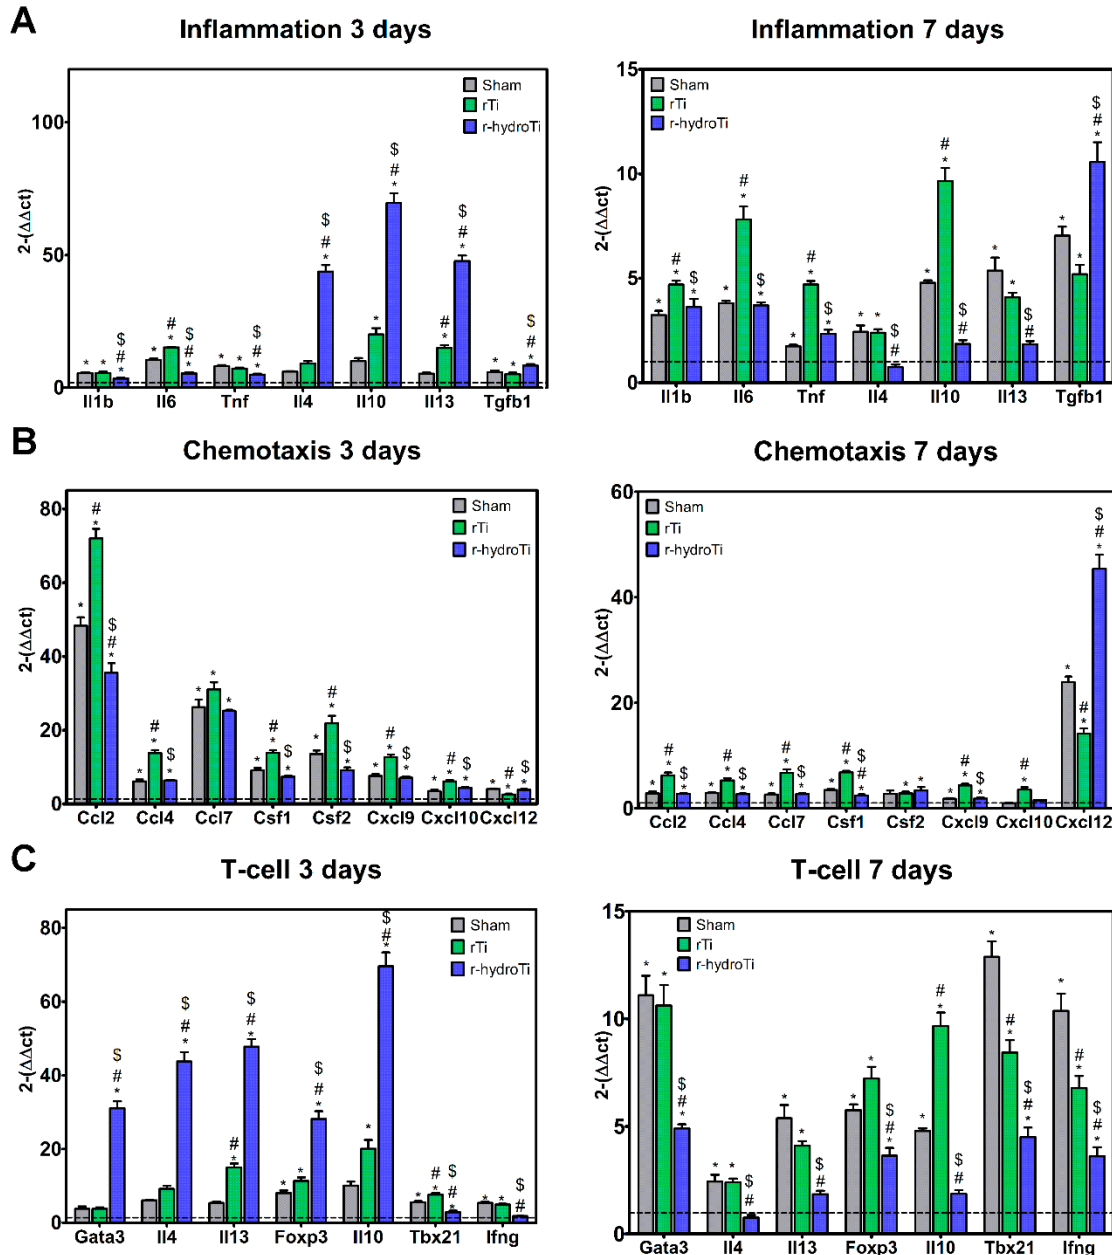 A
Inflammation 3 days
Inflammation 7 days
2-(ΔΔct)
100
50
0
Sham
rTi
r-hydroTi
* * $ # *
* # * $ # *
* * $ # *
$ # *
* $ # *
# * $ # *
* * $ # *
Il1b Il6 Tnf Il4 Il10 Il13 Tgfb1
2-(ΔΔct)
15
10
5
0
Sham
rTi
r-hydroTi
* # * $ *
* # * $ *
* # * $ *
* * $ #
* # * $ #
* * $ #
* * $ # *
Il1b Il6 Tnf Il4 Il10 Il13 Tgfb1
B
Chemotaxis 3 days
Chemotaxis 7 days
2-(ΔΔct)
80
60
40
20
0
Sham
rTi
r-hydroTi
* # * $ # *
* # * $ *
* * *
* # * $ *
* # * $ *
* # * $ *
* # * $ *
* # * $ *
Ccl2 Ccl4 Ccl7 Csf1 Csf2 Cxcl9 Cxcl10 Cxcl12
2-(ΔΔct)
60
40
20
0
Sham
rTi
r-hydroTi
* # * $ *
* # * $ *
* # * $ *
* # * $ # *
* * *
* # * $ *
# *
* # * $ # *
Ccl2 Ccl4 Ccl7 Csf1 Csf2 Cxcl9 Cxcl10 Cxcl12
C
T-cell 3 days
T-cell 7 days
2-(ΔΔct)
80
60
40
20
0
Sham
rTi
r-hydroTi
$ # *
$ # *
# * $ # *
* * $ # *
* $ # *
* # * $ # *
* * $ #
Gata3 Il4 Il13 Foxp3 Il10 Tbx21 Ifng
2-(ΔΔct)
15
10
5
0
Sham
rTi
r-hydroTi
* * $ # *
* * $ #
* * $ #
* * $ # *
* # * $ #
* # * $ # *
* # * $ # *
Gata3 Il4 Il13 Foxp3 Il10 Tbx21 Ifng